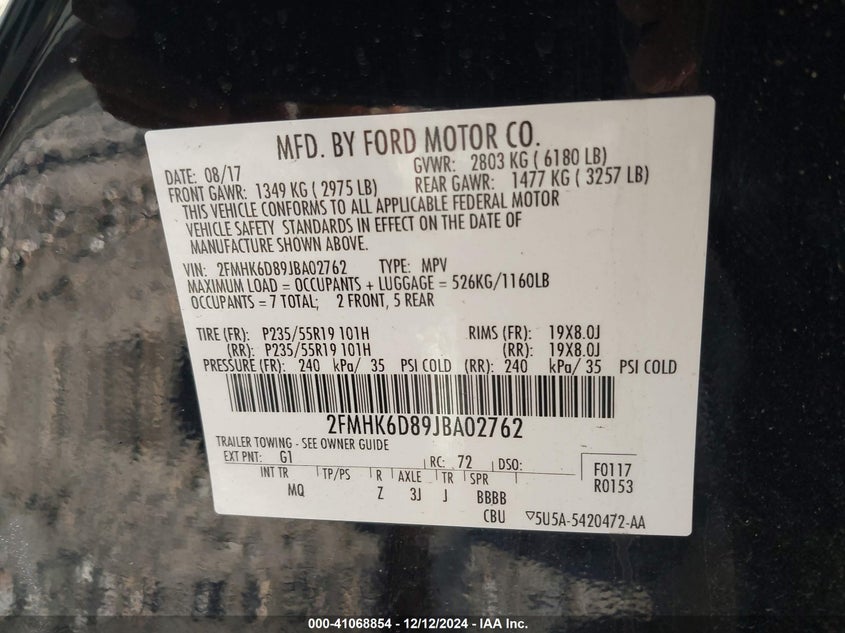 MFD. BY FORD MOTOR CO.
DATE: 08/17 GVWR: 2803 KG ( 6180 LB)
FRONT GAWR: 1349 KG ( 2975 LB) REAR GAWR: 1477 KG ( 3257 LB)
THIS VEHICLE CONFORMS TO ALL APPLICABLE FEDERAL MOTOR
VEHICLE SAFETY STANDARDS IN EFFECT ON THE DATE OF
MANUFACTURE SHOWN ABOVE.
VIN: 2FMHK6D89JBA02762 TYPE: MPV
MAXIMUM LOAD = OCCUPANTS + LUGGAGE = 526KG/1160LB
OCCUPANTS = 7 TOTAL; 2 FRONT, 5 REAR
TIRE (FR): P235/55R19 101H RIMS (FR): 19X8.0J
(RR): P235/55R19 101H (RR): 19X8.0J
PRESSURE (FR): 240 kPa/ 35 PSI COLD (RR): 240 kPa/ 35 PSI COLD
2FMHK6D89JBA02762
TRAILER TOWING - SEE OWNER GUIDE
EXT PNT: G1 RC: 72 DSO: F0117
R0153
INT TR TP/PS R AXLE TR SPR
MQ Z 3J J BBBB
CBU ▽5U5A-5420472-AA
000-41068854 - 12/12/2024 - IAA Inc.